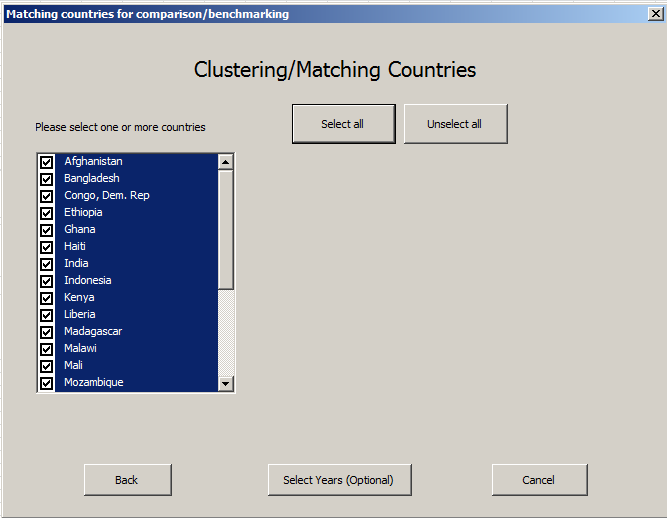 Matching countries for comparison/benchmarking
Clustering/Matching Countries
Please select one or more countries
Select all
Unselect all
Afghanistan
Bangladesh
Congo, Dem. Rep
Ethiopia
Ghana
Haiti
India
Indonesia
Kenya
Liberia
Madagascar
Malawi
Mali
Mozambique
Back
Select Years (Optional)
Cancel